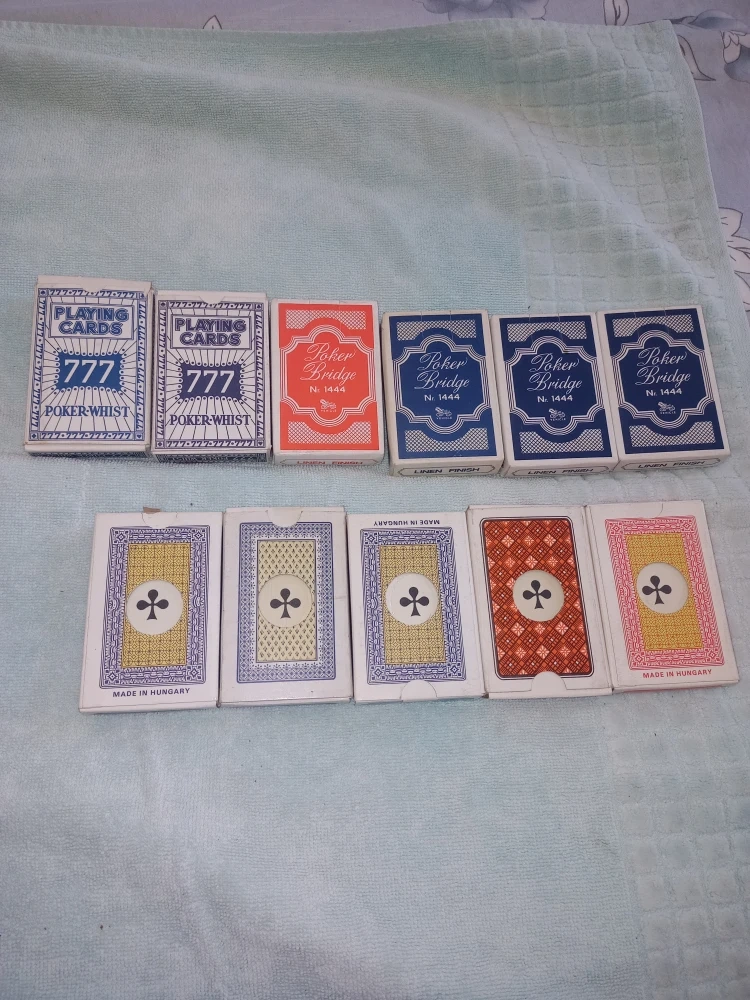 PLAYING
CARDS
777
POKER-WHIST
PLAYING
CARDS
777
POKER-WHIST
Poker
Bridge
Nr. 1444
LINEN FINISH
Poker
Bridge
Nr. 1444
LINEN FINISH
Poker
Bridge
Nr. 1444
LINEN FINISH
Poker
Bridge
Nr. 1444
LINEN FINISH
MADE IN HUNGARY
MADE IN HUNGARY
MADE IN HUNGARY